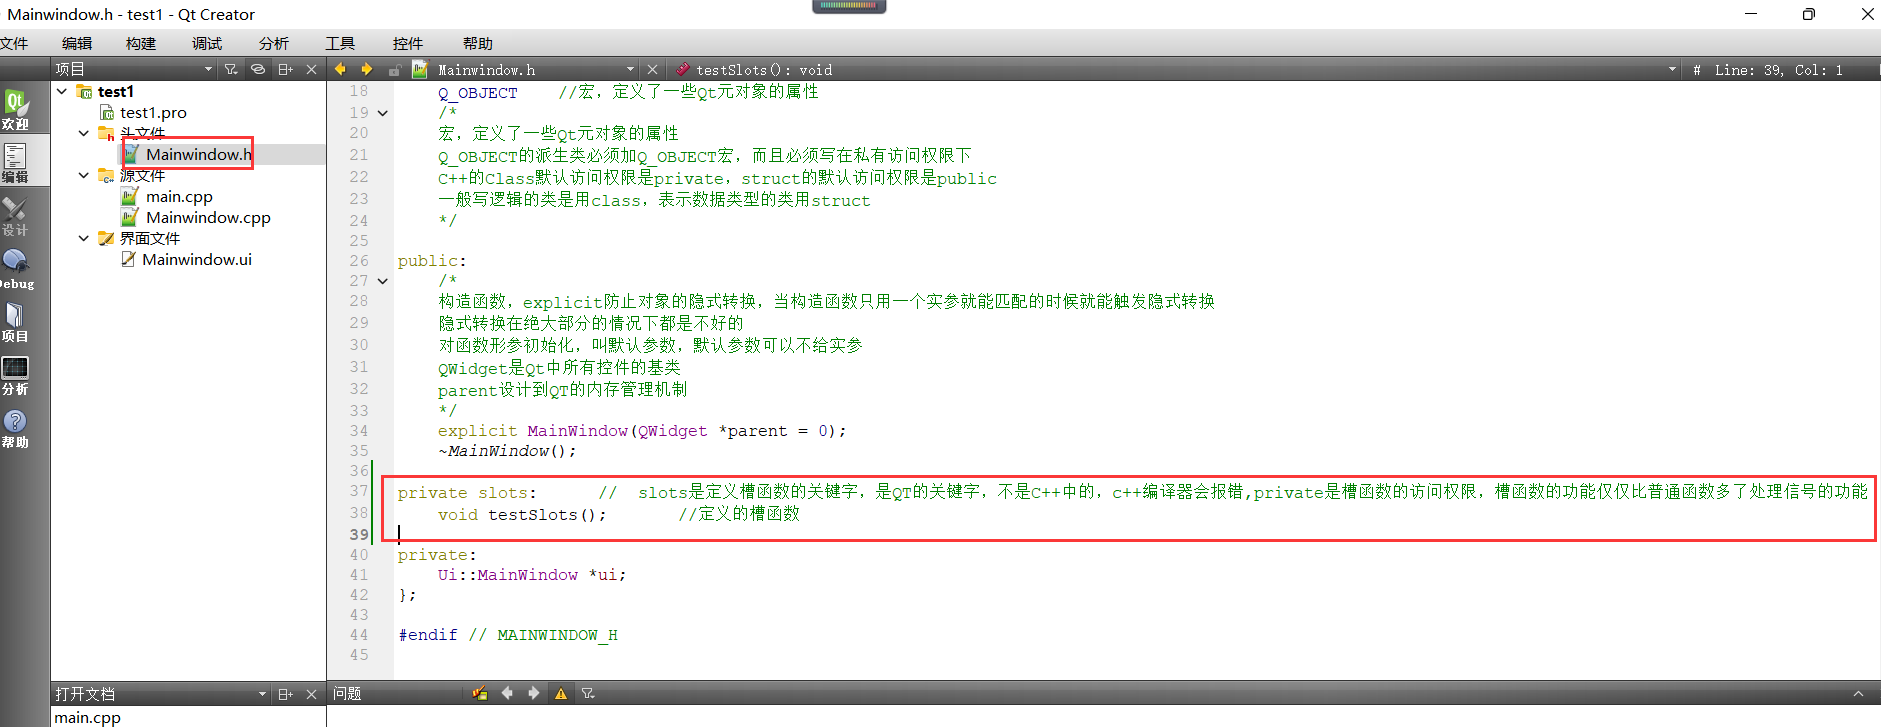 Mainwindow.h - test1 - Qt Creator
文件 编辑 构建 调试 分析 工具 控件 帮助
项目
Mainwindow.h
testSlots(): void
# Line: 39, Col: 1
欢迎
编辑
设计
Debug
项目
分析
帮助
test1
test1.pro
头文件
Mainwindow.h
源文件
main.cpp
Mainwindow.cpp
界面文件
Mainwindow.ui
打开文档
main.cpp
18 Q_OBJECT //宏，定义了一些Qt元对象的属性
19 /*
20 宏，定义了一些Qt元对象的属性
21 Q_OBJECT的派生类必须加Q_OBJECT宏，而且必须写在私有访问权限下
22 C++的Class默认访问权限是private，struct的默认访问权限是public
23 一般写逻辑的类是用class，表示数据类型的类用struct
24 */
25
26 public:
27 /*
28 构造函数，explicit防止对象的隐式转换，当构造函数只用一个实参就能匹配的时候就能触发隐式转换
29 隐式转换在绝大部分的情况下都是不好的
30 对函数形参初始化，叫默认参数，默认参数可以不给实参
31 QWidget是Qt中所有控件的基类
32 parent设计到QT的内存管理机制
33 */
34 explicit MainWindow(QWidget *parent = 0);
35 ~MainWindow();
36
37 private slots: // slots是定义槽函数的关键字，是QT的关键字，不是C++中的，c++编译器会报错,private是槽函数的访问权限，槽函数的功能仅仅比普通函数多了处理信号的功能
38 void testSlots(); //定义的槽函数
39
40 private:
41 Ui::MainWindow *ui;
42 };
43
44 #endif // MAINWINDOW_H
45
问题